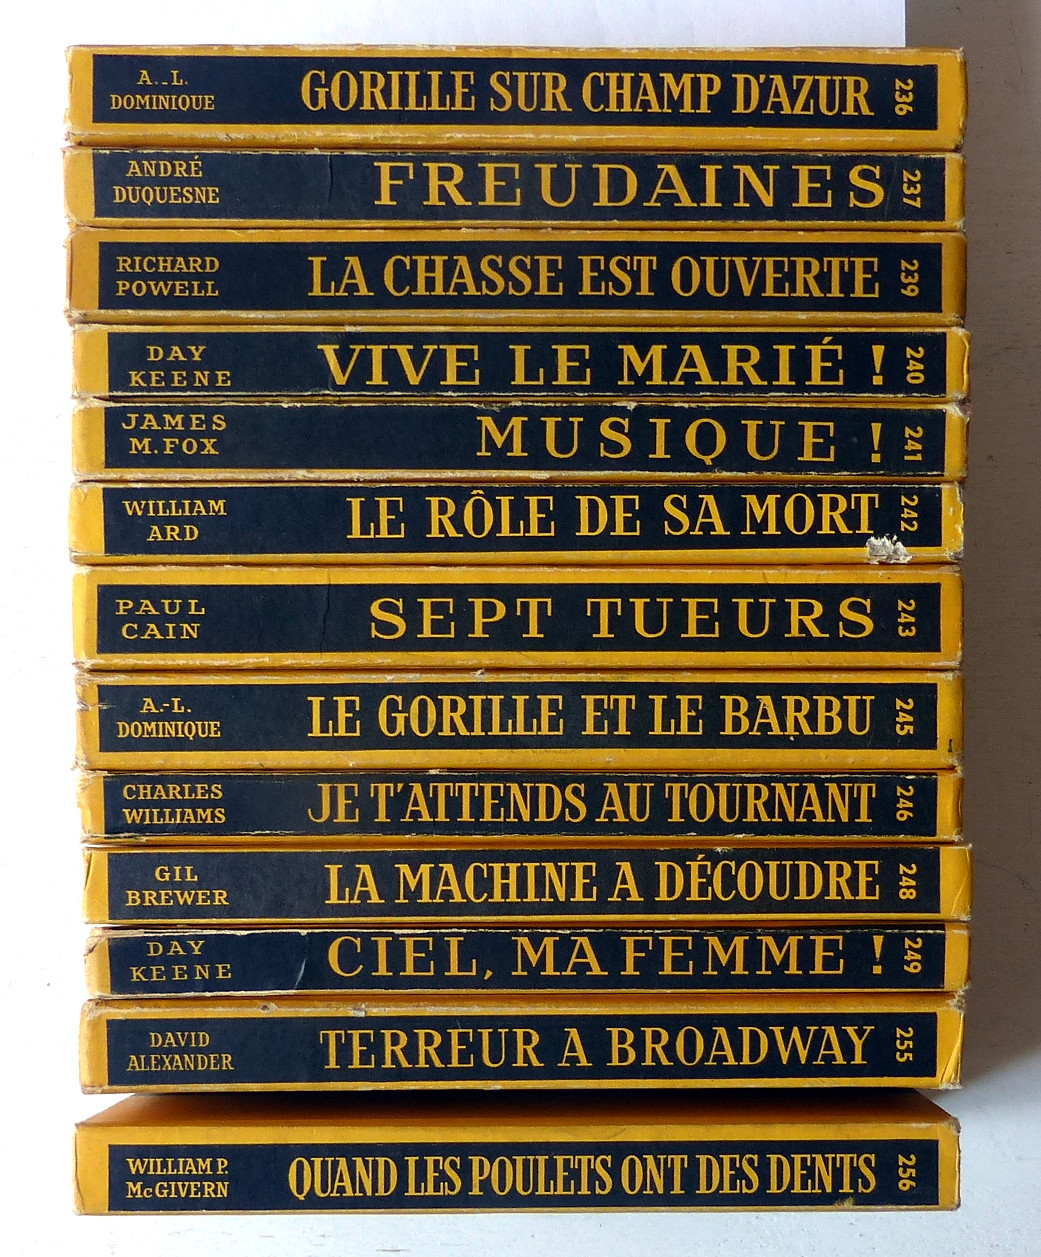 A.-L.
DOMINIQUE
GORILLE SUR CHAMP D'AZUR
236
ANDRÉ
DUQUESNE
FREUDAINES
237
RICHARD
POWELL
LA CHASSE EST OUVERTE
239
DAY
KEENE
VIVE LE MARIÉ !
240
JAMES
M. FOX
MUSIQUE !
241
WILLIAM
ARD
LE RÔLE DE SA MORT
242
PAUL
CAIN
SEPT TUEURS
243
A.-L.
DOMINIQUE
LE GORILLE ET LE BARBU
245
CHARLES
WILLIAMS
JE T'ATTENDS AU TOURNANT
246
GIL
BREWER
LA MACHINE A DÉCOUDRE
248
DAY
KEENE
CIEL, MA FEMME !
249
DAVID
ALEXANDER
TERREUR A BROADWAY
255
WILLIAM P.
McGIVERN
QUAND LES POULETS ONT DES DENTS
256